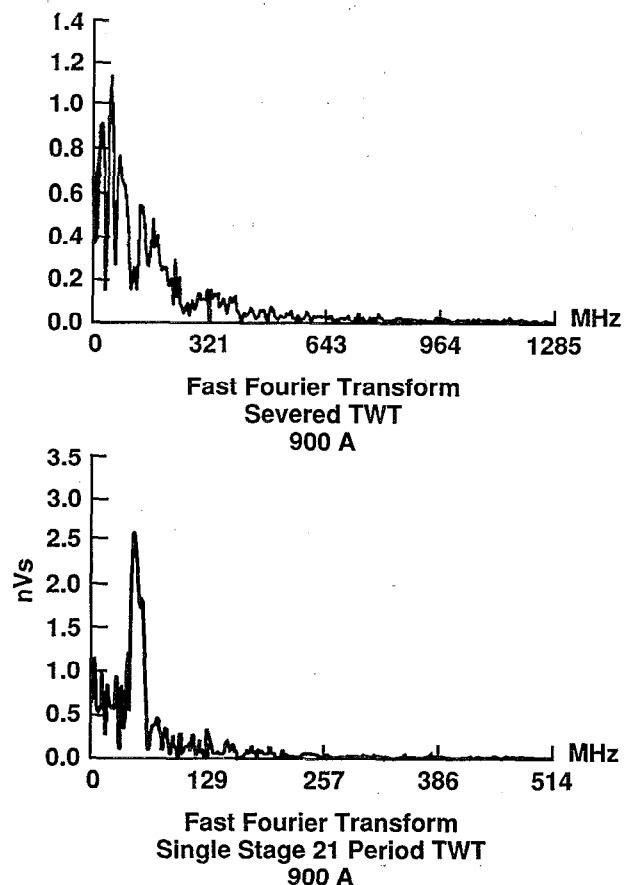 1.4
1.2
1.0
0.8
0.6
0.4
0.2
0.0
0 321 643 964 1285 MHz
Fast Fourier Transform
Severed TWT
900 A
3.5
3.0
2.5
2.0
1.5
1.0
0.5
0.0
nVs
0 129 257 386 514 MHz
Fast Fourier Transform
Single Stage 21 Period TWT
900 A